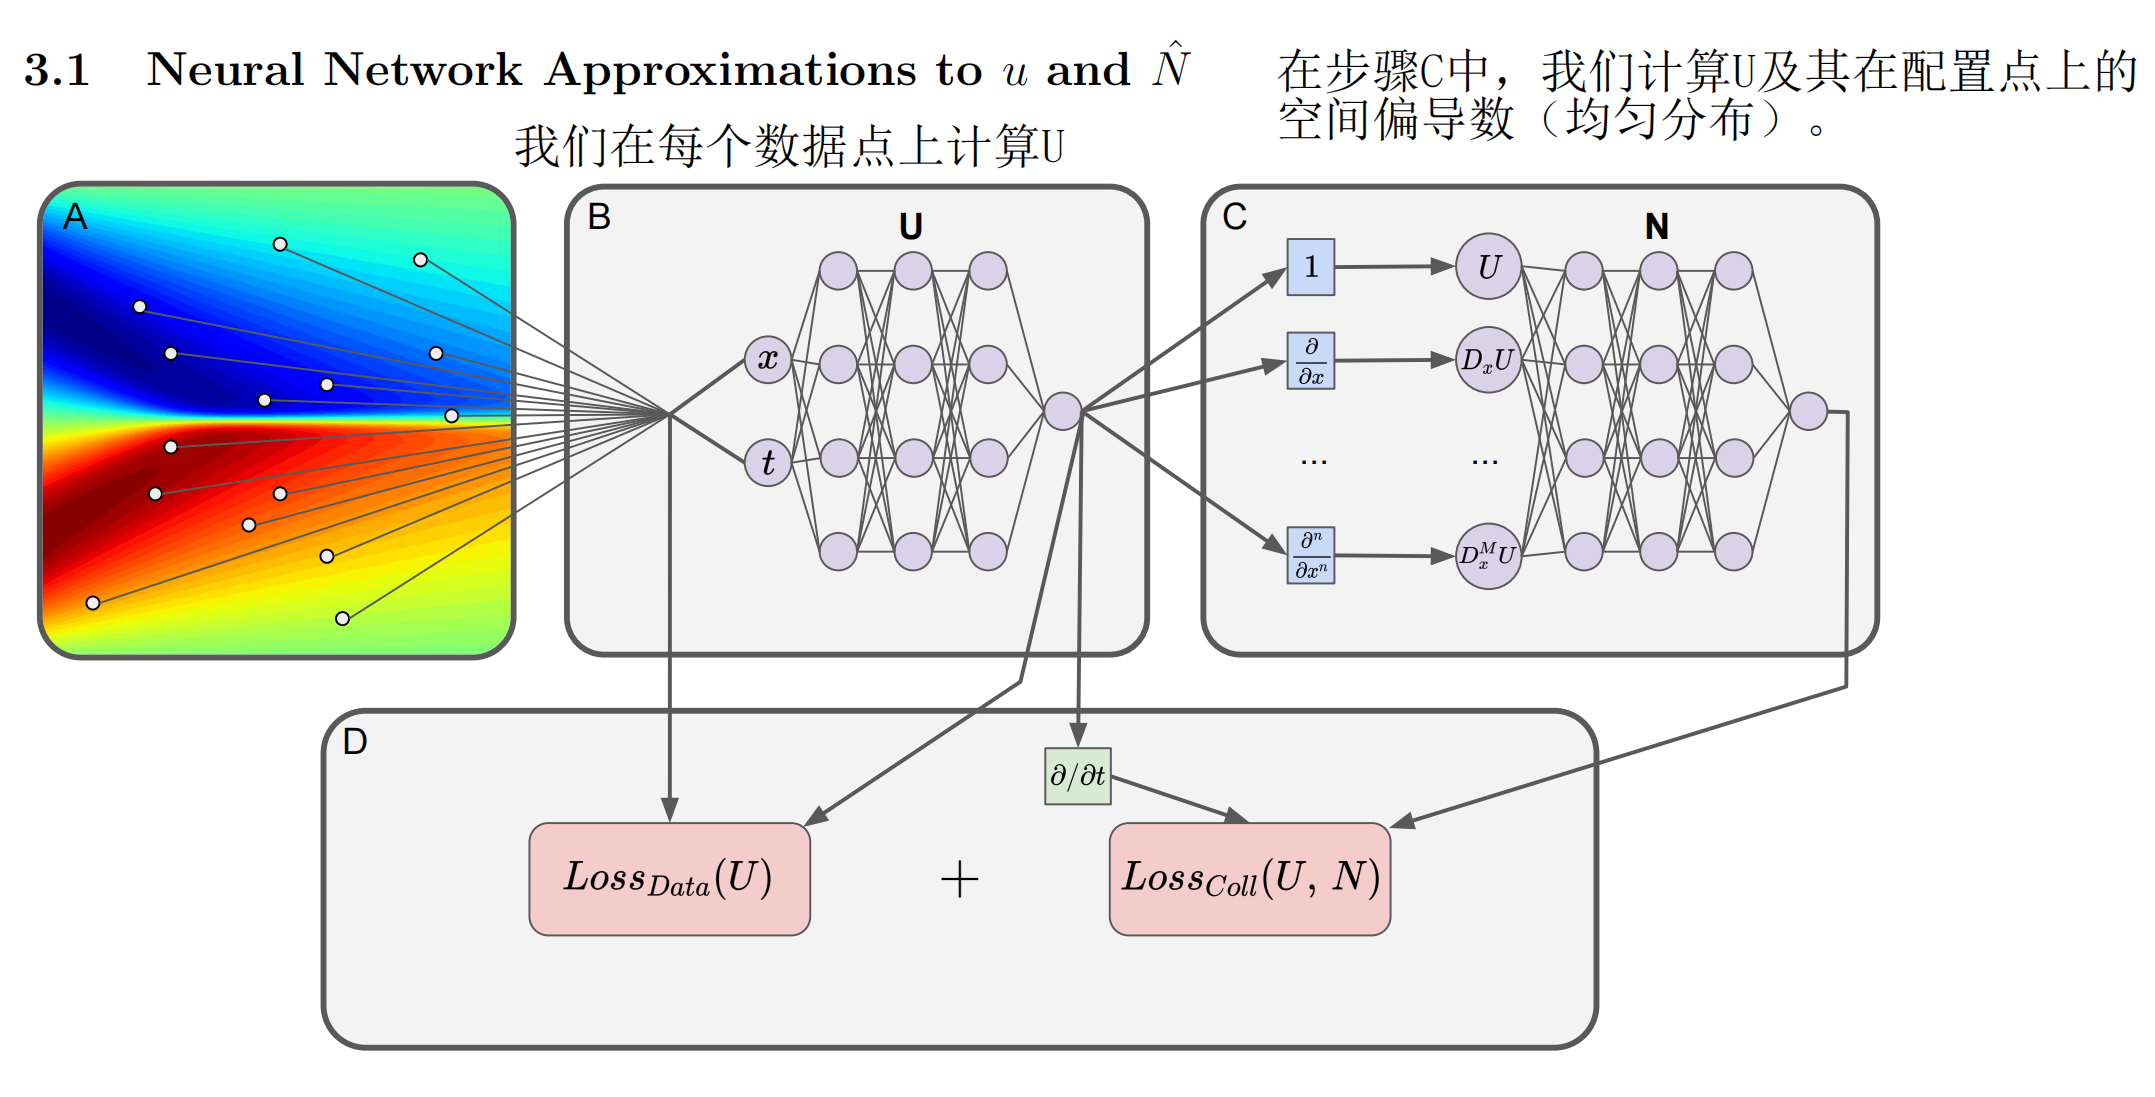 3.1 Neural Network Approximations to u and N̂
在步骤C中，我们计算U及其在配置点上的
空间偏导数（均匀分布）。
我们在每个数据点上计算U
A
B
U
x
t
C
N
1
U
∂/∂x
D_xU
...
...
∂ⁿ/∂xⁿ
D_x^M U
D
∂/∂t
Loss_Data(U)
+
Loss_Coll(U, N)